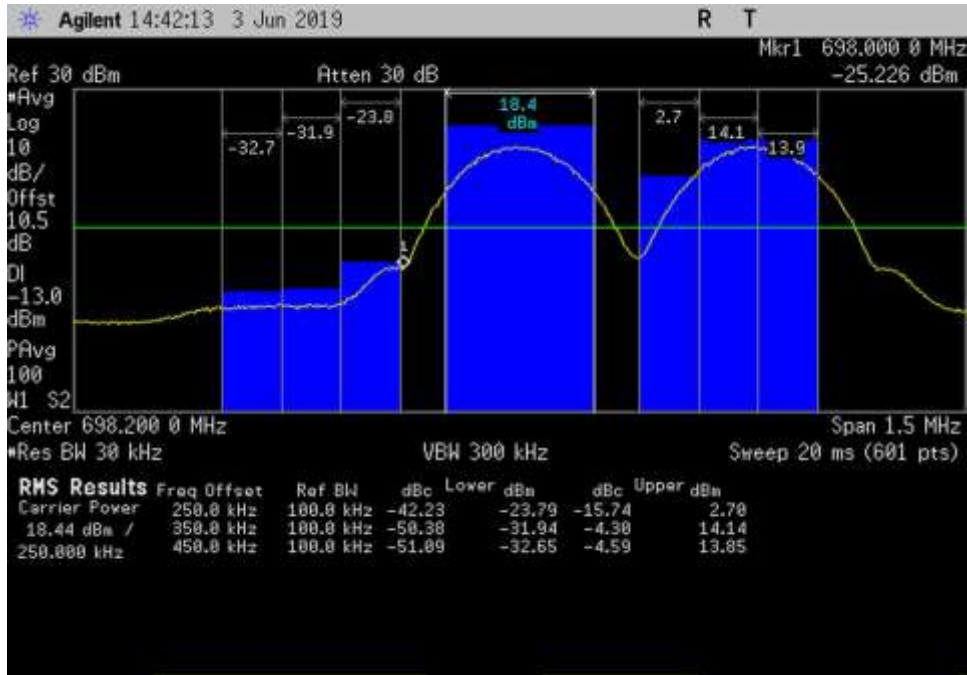 Agilent 14:42:13 3 Jun 2019 R T
Mkr1 698.000 0 MHz
Ref 30 dBm Atten 30 dB -25.226 dBm
#Avg
Log
10
dB/
Offst
10.5
dB
DI
-13.0
dBm
PAvg
100
W1 S2
-32.7
-31.9
-23.8
18.4
dBm
2.7
14.1
-13.9
1
Center 698.200 0 MHz Span 1.5 MHz
#Res BW 30 kHz VBW 300 kHz Sweep 20 ms (601 pts)
RMS Results Freq Offset Ref BW dBc Lower dBm dBc Upper dBm
Carrier Power 250.0 kHz 100.0 kHz -42.23 -23.79 -15.74 2.70
18.44 dBm / 350.0 kHz 100.0 kHz -50.38 -31.94 -4.30 14.14
250.000 kHz 450.0 kHz 100.0 kHz -51.09 -32.65 -4.59 13.85